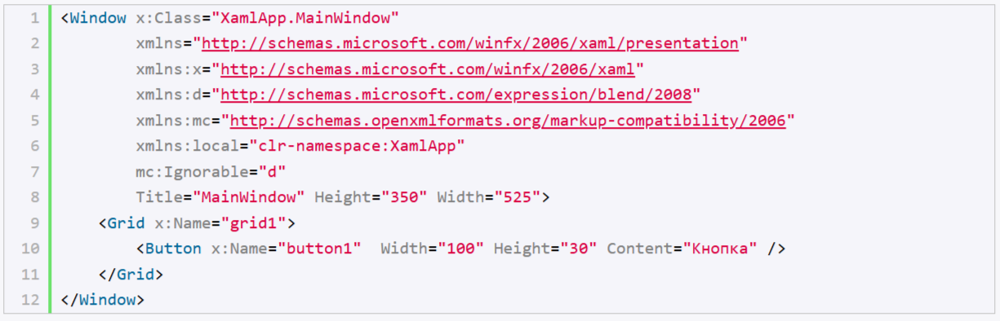 1 <Window x:Class="XamlApp.MainWindow"
2         xmlns="http://schemas.microsoft.com/winfx/2006/xaml/presentation"
3         xmlns:x="http://schemas.microsoft.com/winfx/2006/xaml"
4         xmlns:d="http://schemas.microsoft.com/expression/blend/2008"
5         xmlns:mc="http://schemas.openxmlformats.org/markup-compatibility/2006"
6         xmlns:local="clr-namespace:XamlApp"
7         mc:Ignorable="d"
8         Title="MainWindow" Height="350" Width="525">
9     <Grid x:Name="grid1">
10         <Button x:Name="button1"  Width="100" Height="30" Content="Кнопка" />
11     </Grid>
12 </Window>